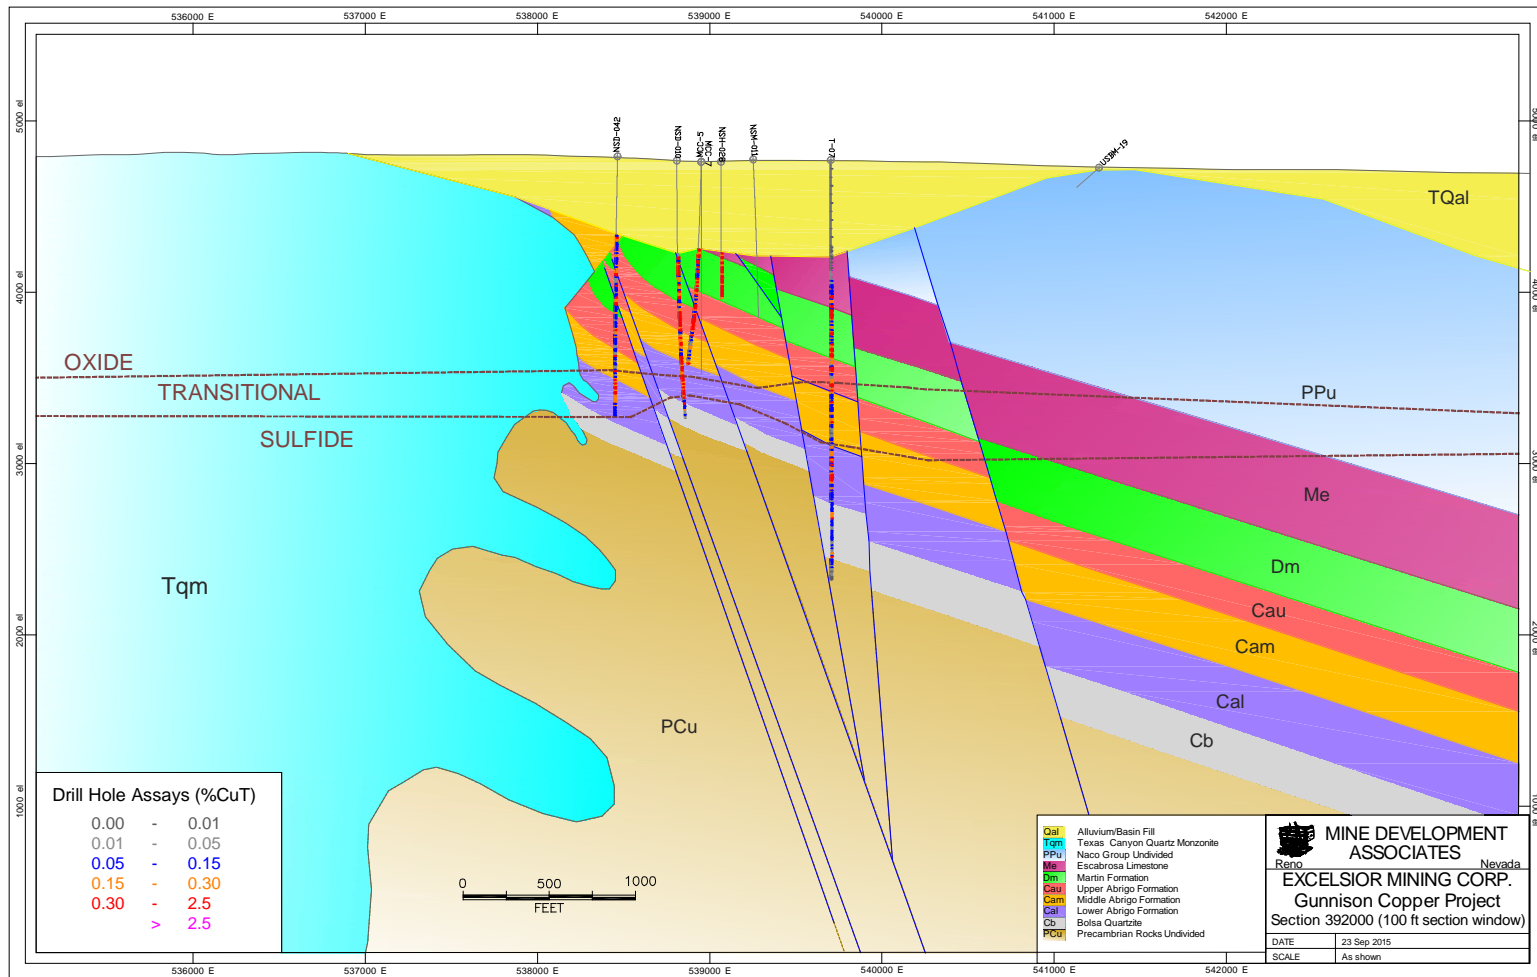 536000 E
537000 E
538000 E
539000 E
540000 E
541000 E
542000 E
5000 el
4000 el
3000 el
2000 el
1000 el
NSD-042
NSD-010
MCC-7
NSH-028
NSM-011
T-07
USBM-19
TQal
OXIDE
TRANSITIONAL
SULFIDE
PPu
Me
Dm
Cau
Cam
Cal
Cb
Tqm
PCu
Drill Hole Assays (%CuT)
0.00 - 0.01
0.01 - 0.05
0.05 - 0.15
0.15 - 0.30
0.30 - 2.5
> 2.5
0 500 1000
FEET
Qal Alluvium/Basin Fill
Tqm Texas Canyon Quartz Monzonite
PPu Naco Group Undivided
Me Escabrosa Limestone
Dm Martin Formation
Cau Upper Abrigo Formation
Cam Middle Abrigo Formation
Cal Lower Abrigo Formation
Cb Bolsa Quartzite
PCu Precambrian Rocks Undivided
MINE DEVELOPMENT
ASSOCIATES
Reno Nevada
EXCELSIOR MINING CORP.
Gunnison Copper Project
Section 392000 (100 ft section window)
DATE 23 Sep 2015
SCALE As shown
536000 E
537000 E
538000 E
539000 E
540000 E
541000 E
542000 E